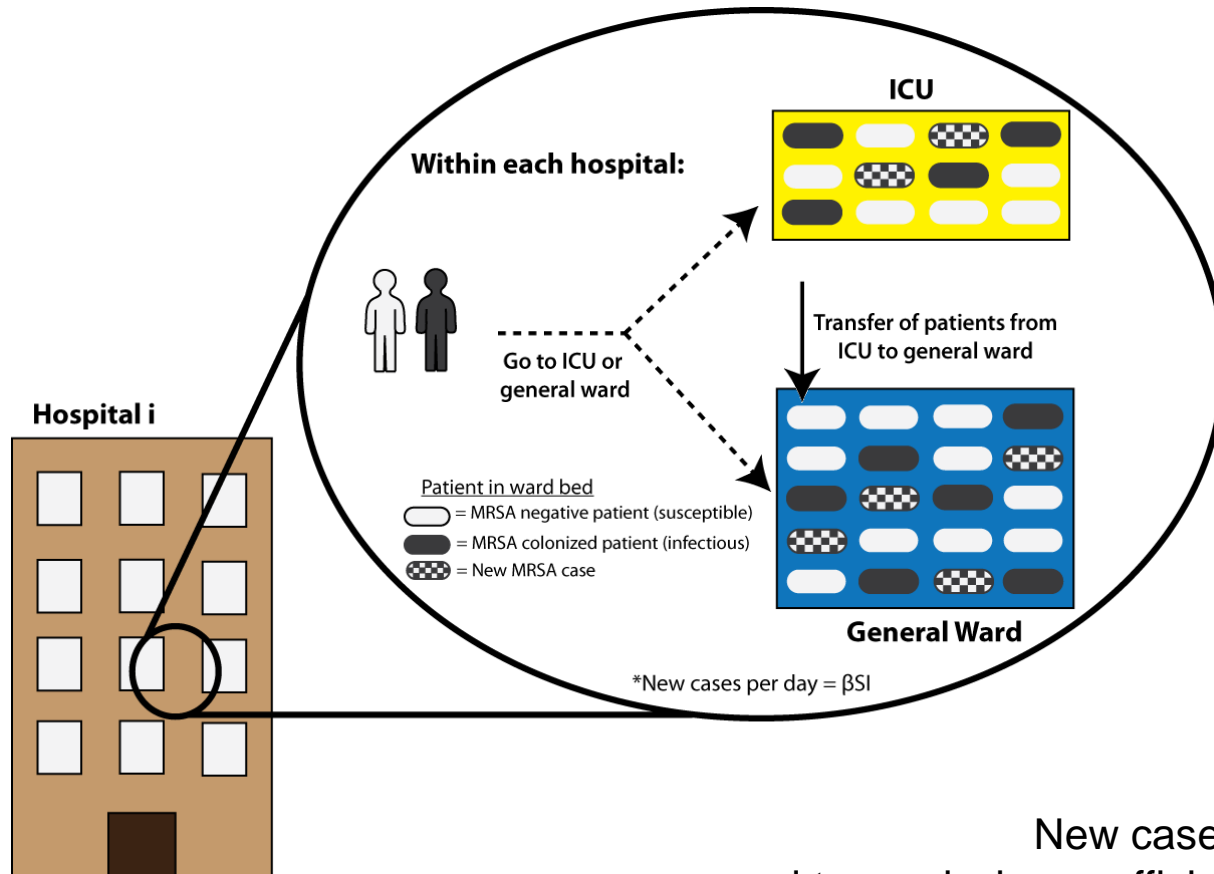 ICU
Within each hospital:
Go to ICU or
general ward
Transfer of patients from
ICU to general ward
Hospital i
Patient in ward bed
= MRSA negative patient (susceptible)
= MRSA colonized patient (infectious)
= New MRSA case
General Ward
*New cases per day = βSI
New case